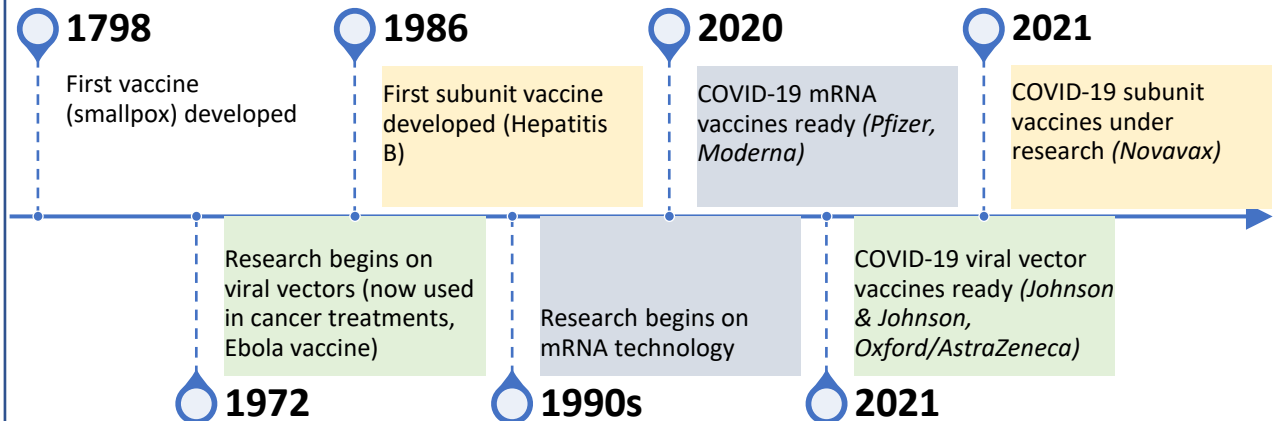 1798
First vaccine
(smallpox) developed
1986
First subunit vaccine
developed (Hepatitis
B)
2020
COVID-19 mRNA
vaccines ready (Pfizer,
Moderna)
2021
COVID-19 subunit
vaccines under
research (Novavax)
Research begins on
viral vectors (now used
in cancer treatments,
Ebola vaccine)
1972
Research begins on
mRNA technology
1990s
COVID-19 viral vector
vaccines ready (Johnson
& Johnson,
Oxford/AstraZeneca)
2021